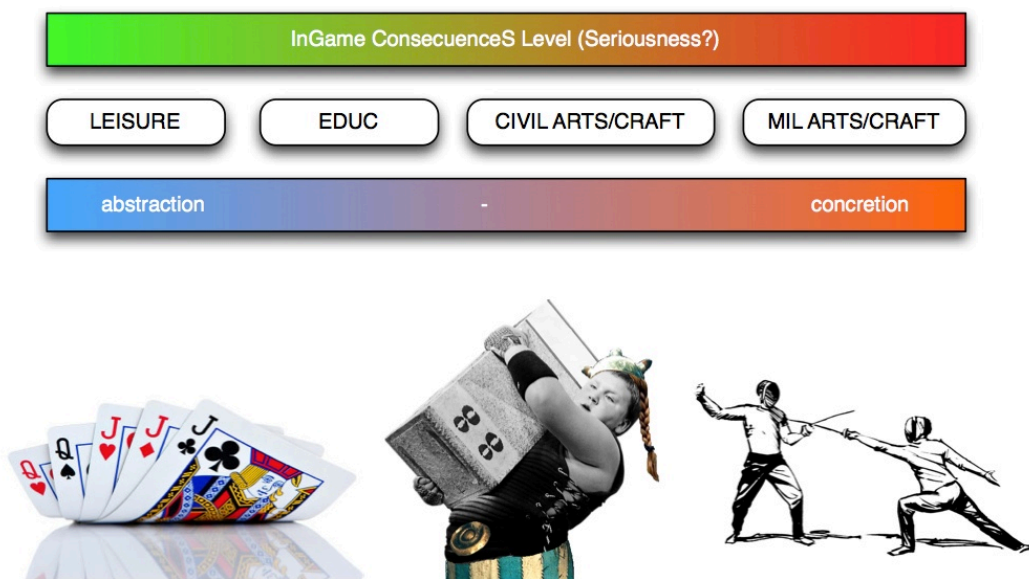 InGame ConsecuenceS Level (Seriousness?)
LEISURE EDUC CIVIL ARTS/CRAFT MIL ARTS/CRAFT
abstraction - concretion
Q Q J J J